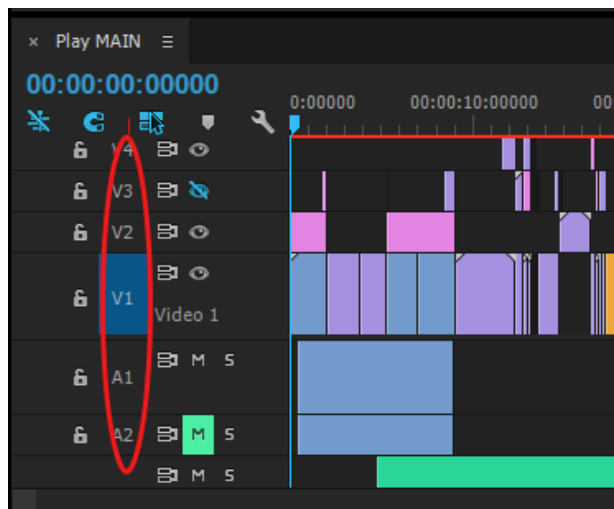 × Play MAIN ≡
00:00:00:00000
0:00000 00:00:10:00000 00
V4
V3
V2
V1
Video 1
A1 M S
A2 M S
M S